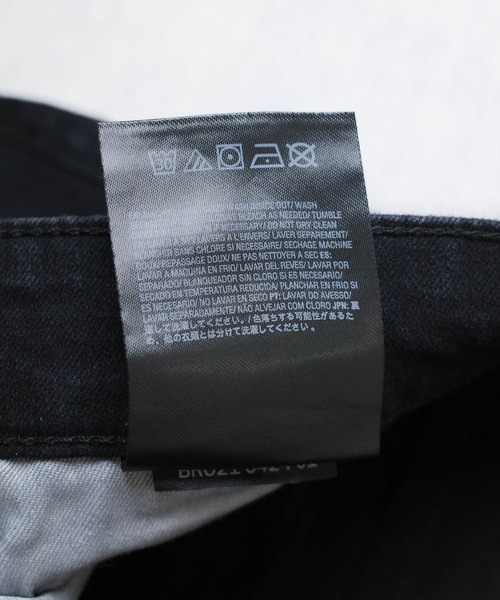 30
WASH INSIDE OUT/ WASH
BLEACH AS NEEDED/ TUMBLE
NECESSARY/ DO NOT DRY CLEAN
ENVERS/ LAVER SEPAREMENT/
SANS CHLORE SI NECESSAIRE/ SECHAGE MACHINE
DOUX/REPASSAGE DOUX/ NE PAS NETTOYER A SEC ES:
LAVAR A MAQUINA EN FRIO/ LAVAR DEL REVES/ LAVAR POR
SEPARADO/ BLANQUEADOR SIN CLORO SI ES NECESARIO/
SECADO EN TEMPERATURA REDUCIDA/ PLANCHAR EN FRIO SI
ES NECESARIO/ NO LAVAR EN SECO PT: LAVAR DO AVESSO/
LAVAR SEPARADAMENTE/ NÃO ALVEJAR COM CLORO JPN: 裏
返して洗濯してください。/色落ちする可能性があるた
め、他の衣類とは分けて洗濯してください。